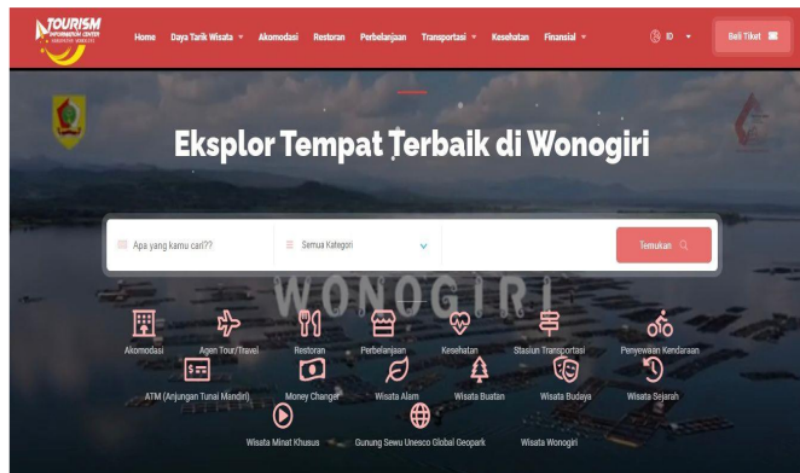 TOURISM
INFORMATION CENTER
KABUPATEN WONOGIRI
Home Daya Tarik Wisata Akomodasi Restoran Perbelanjaan Transportasi Kesehatan Finansial ID Beli Tiket
Eksplor Tempat Terbaik di Wonogiri
Apa yang kamu cari?? Semua Kategori Temukan
WONOGIRI
Akomodasi Agen Tour/Travel Restoran Perbelanjaan Kesehatan Stasiun Transportasi Penyewaan Kendaraan
ATM (Anjungan Tunai Mandiri) Money Changer Wisata Alam Wisata Buatan Wisata Budaya Wisata Sejarah
Wisata Minat Khusus Gunung Sewu Unesco Global Geopark Wisata Wonogiri